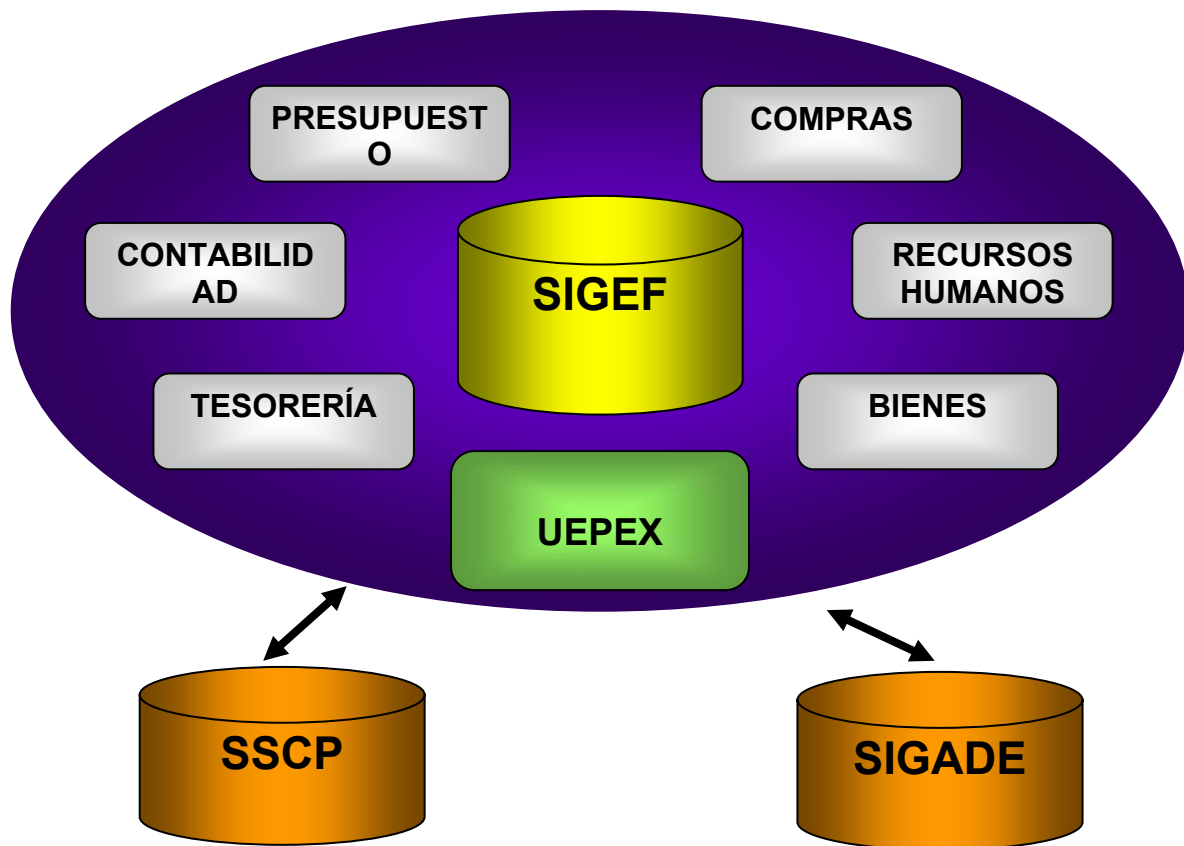 PRESUPUEST
O
COMPRAS
CONTABILID
AD
SIGEF
RECURSOS
HUMANOS
TESORERÍA
BIENES
UEPEX
SSCP
SIGADE